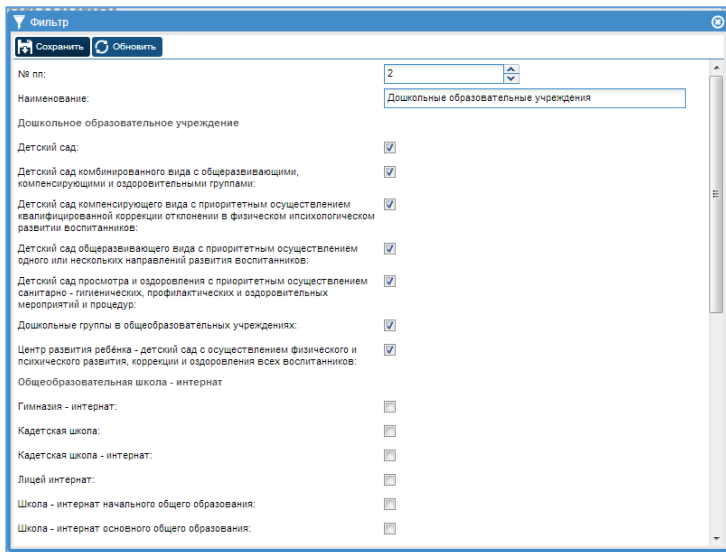 Фильтр
Сохранить Обновить
№ пп: 2
Наименование: Дошкольные образовательные учреждения
Дошкольное образовательное учреждение
Детский сад:
Детский сад комбинированного вида с общеразвивающими,
компенсирующими и оздоровительными группами:
Детский сад компенсирующего вида с приоритетным осуществлением
квалифицированной коррекции отклонении в физическом ипсихологическом
развитии воспитанников:
Детский сад общеразвивающего вида с приоритетным осуществлением
одного или нескольких направлений развития воспитанников:
Детский сад просмотра и оздоровления с приоритетным осуществлением
санитарно - гигиенических, профилактических и оздоровительных
мероприятий и процедур:
Дошкольные группы в общеобразовательных учреждениях:
Центр развития ребёнка - детский сад с осуществлением физического и
психического развития, коррекции и оздоровления всех воспитанников:
Общеобразовательная школа - интернат
Гимназия - интернат:
Кадетская школа:
Кадетская школа - интернат:
Лицей интернат:
Школа - интернат начального общего образования:
Школа - интернат основного общего образования: